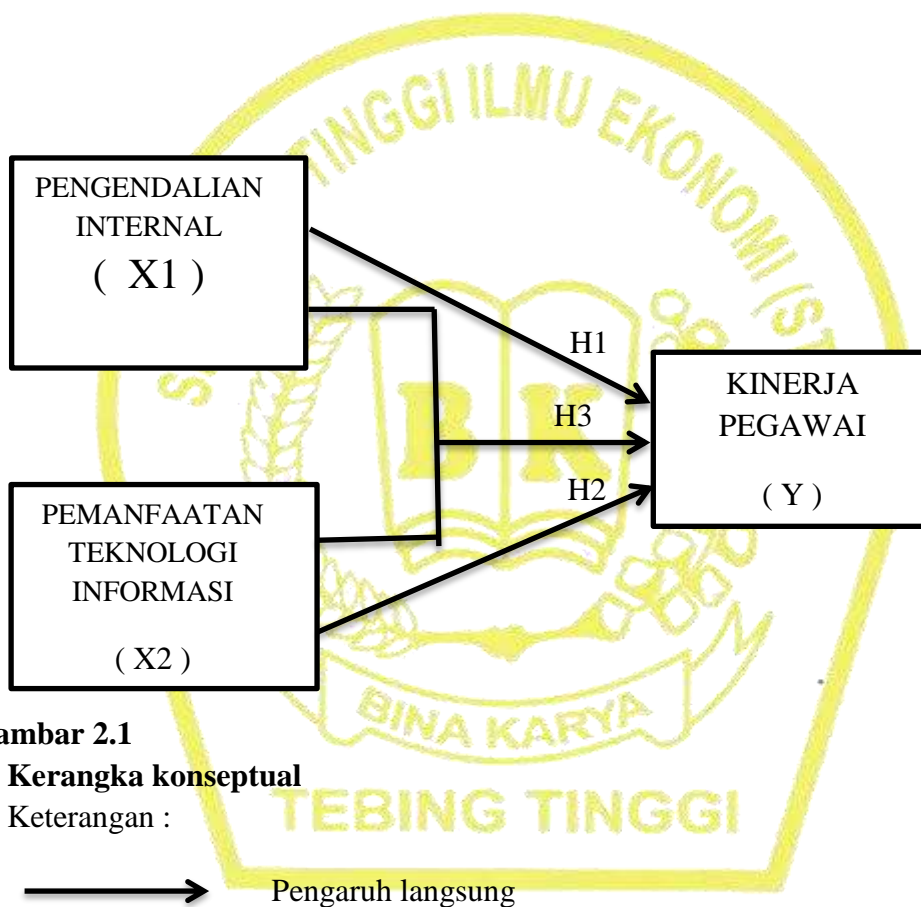 TINGGI ILMU EKONOMI
PENGENDALIAN
INTERNAL
( X1 )
H1
KINERJA
PEGAWAI
( Y )
H3
B K
H2
PEMANFAATAN
TEKNOLOGI
INFORMASI
( X2 )
BINA KARYA
ambar 2.1
Kerangka konseptual
Keterangan :
TEBING TINGGI
Pengaruh langsung